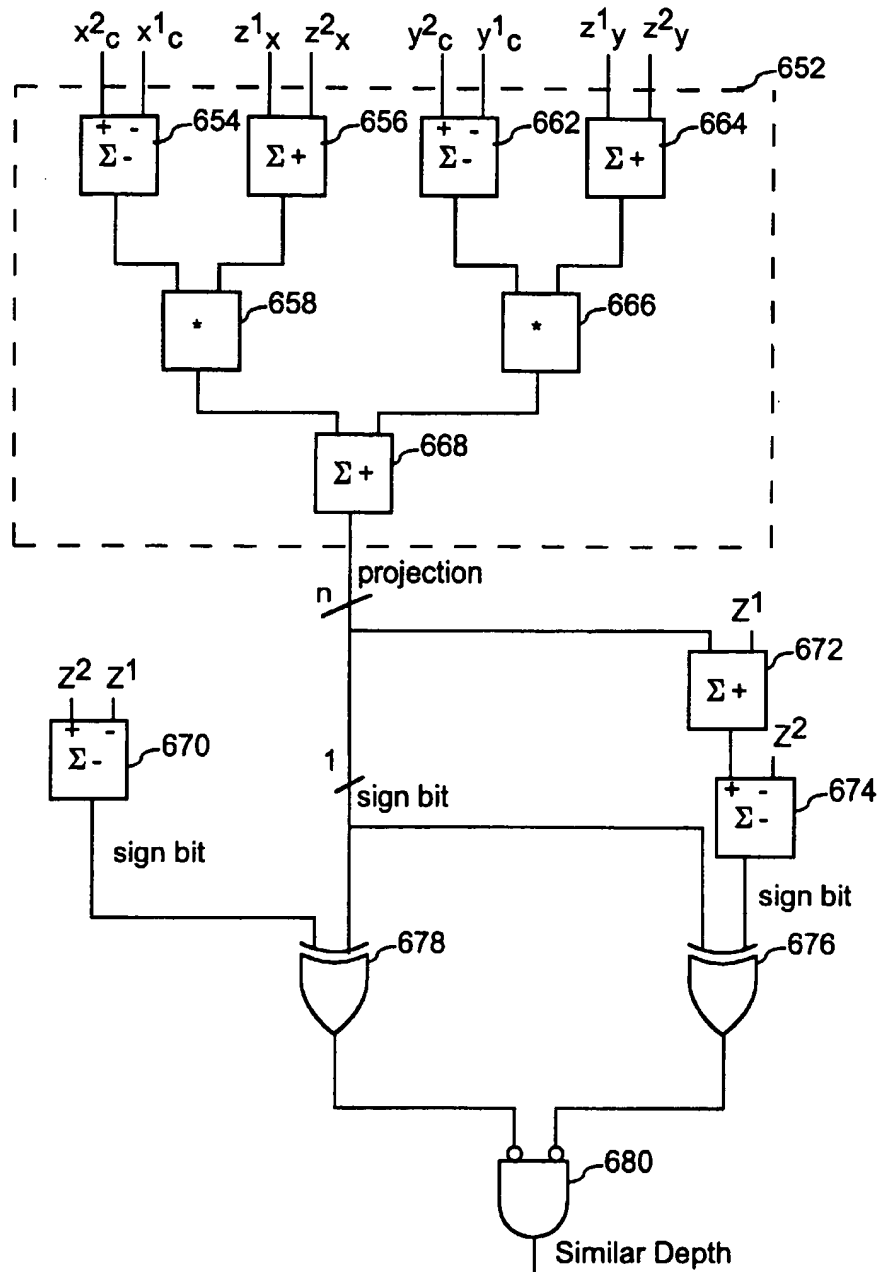 x²c x¹c z¹x z²x y²c y¹c z¹y z²y
652
+ - 654 656 + - 662 664
Σ - Σ + Σ - Σ +
658 666
* *
668
Σ +
projection
n
Z¹
672
Z² Z¹
Σ +
+ - 670
Σ -
Z²
1
+ - 674
sign bit
Σ -
sign bit
sign bit
678 676
680
Similar Depth